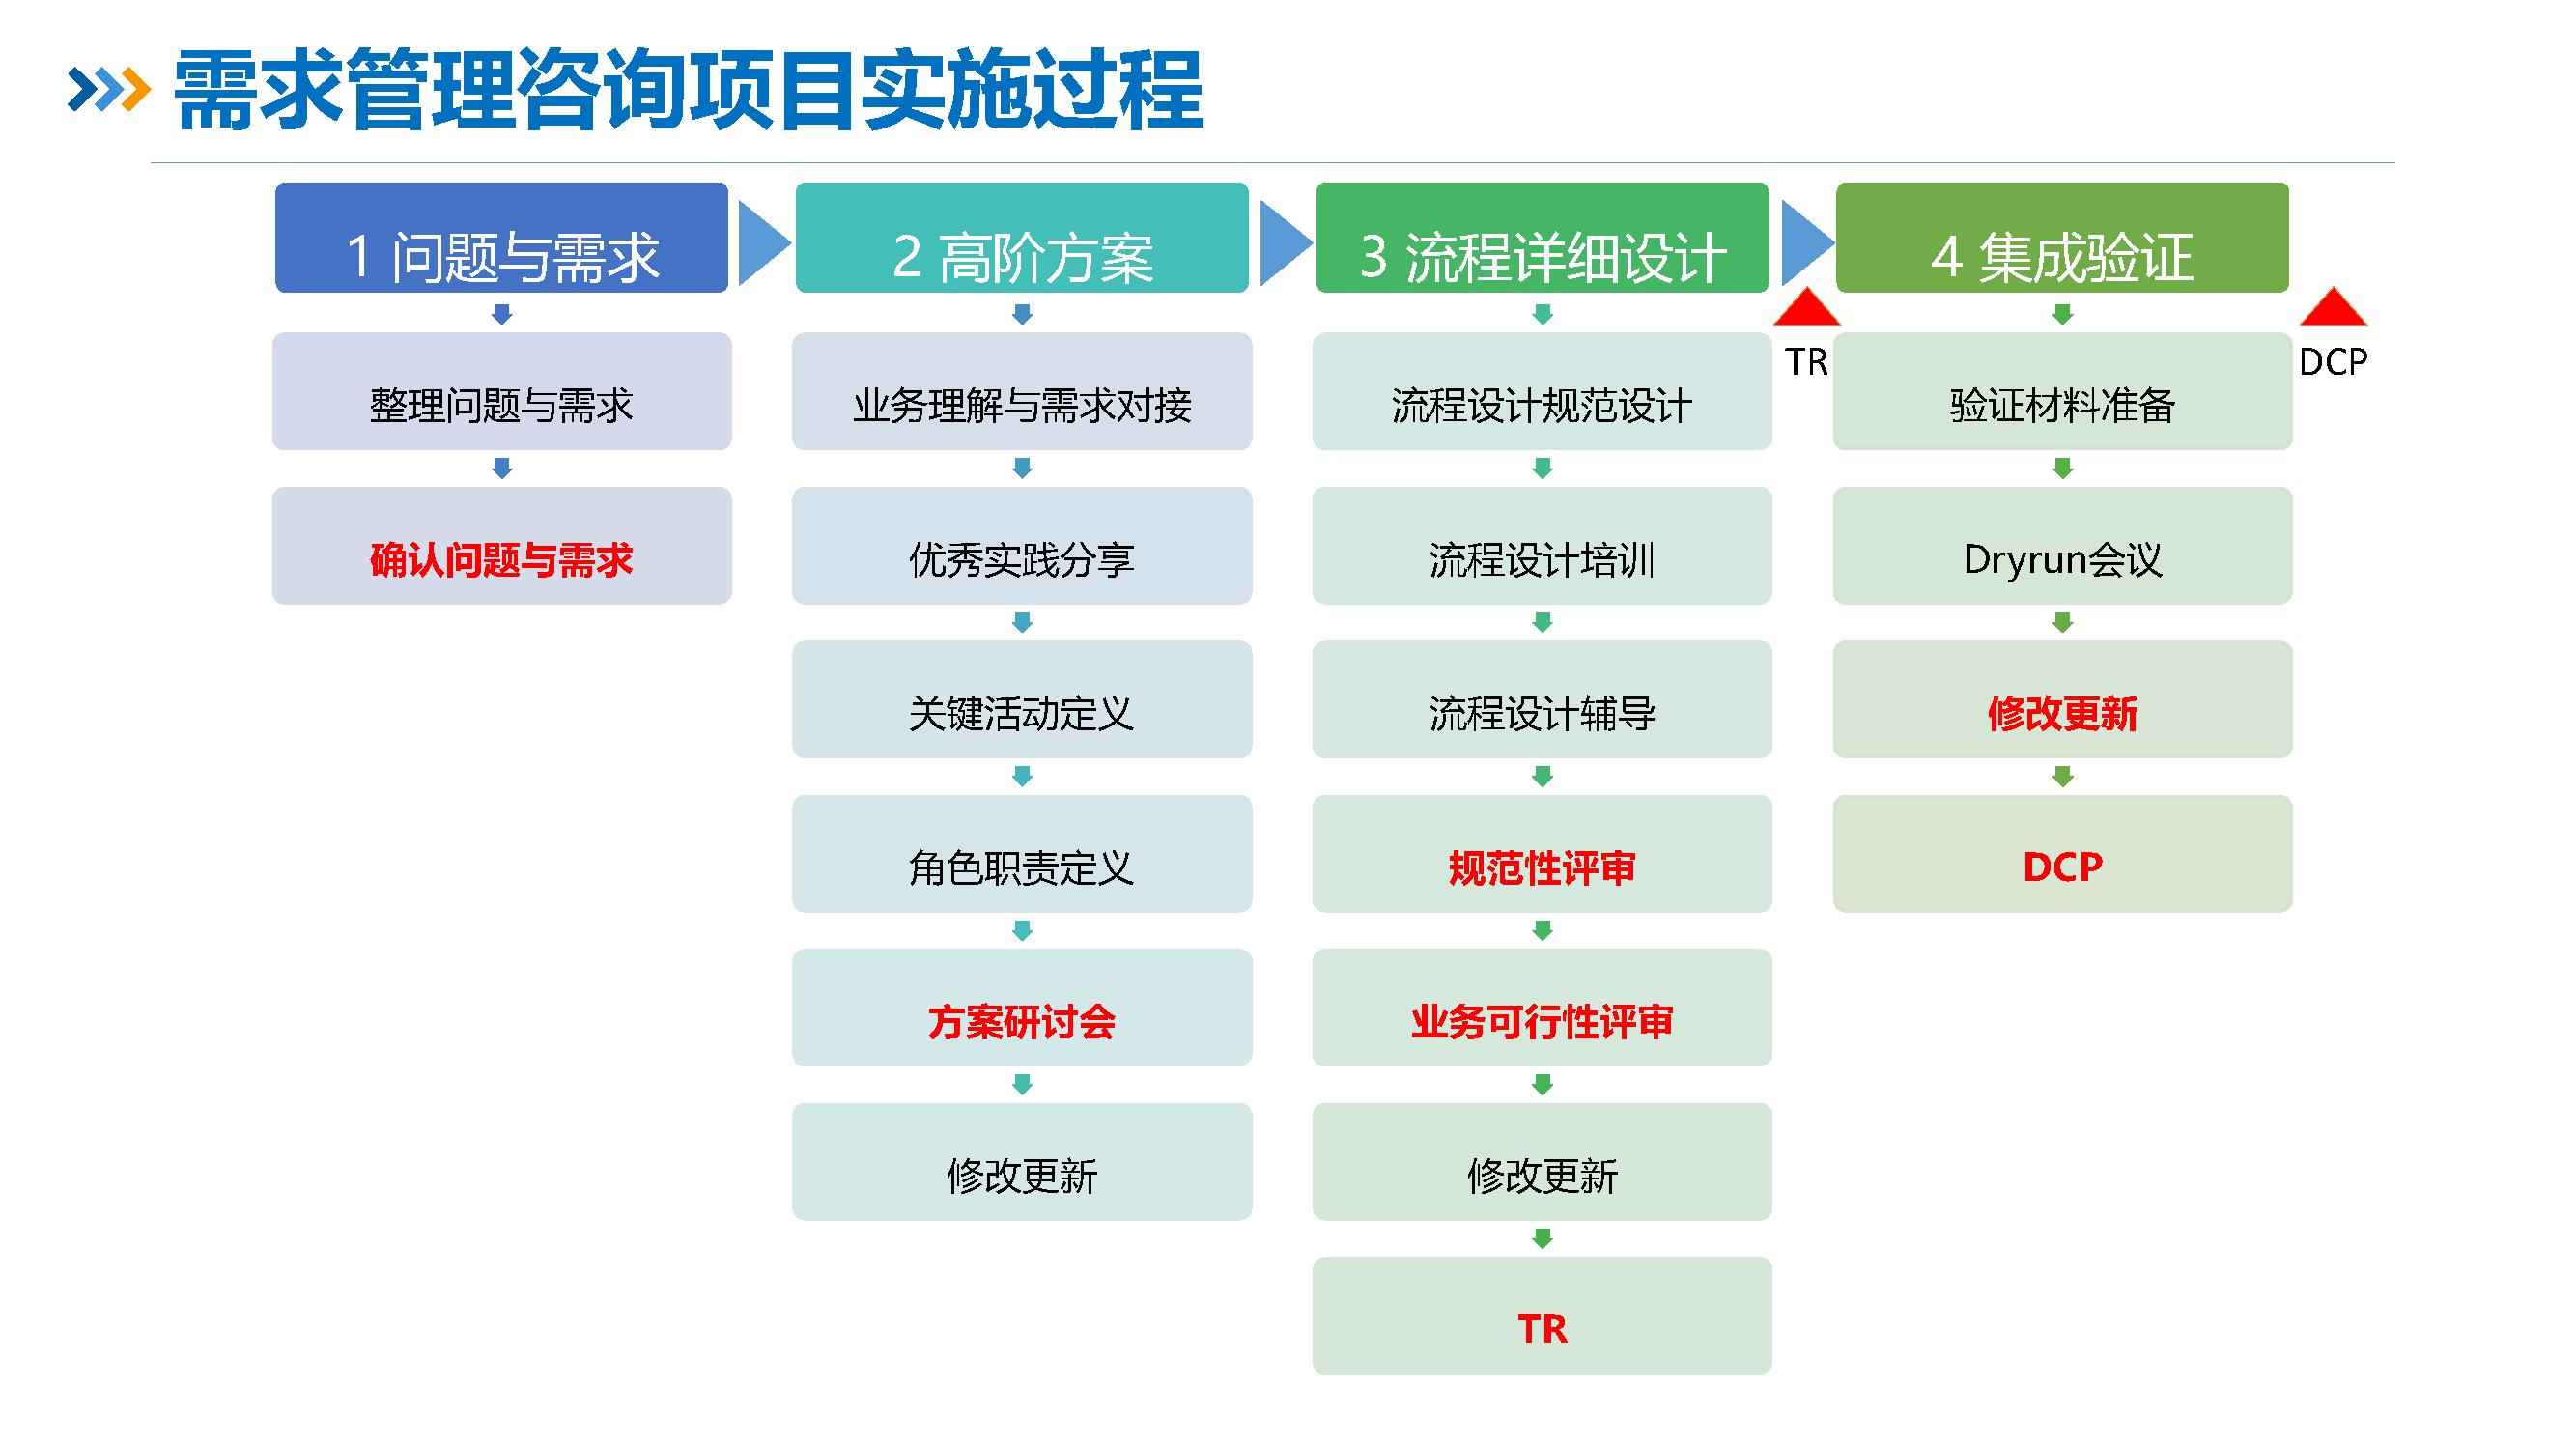 需求管理咨询项目实施过程
1 问题与需求
整理问题与需求
确认问题与需求
2 高阶方案
业务理解与需求对接
优秀实践分享
关键活动定义
角色职责定义
方案研讨会
修改更新
3 流程详细设计
流程设计规范设计
流程设计培训
流程设计辅导
规范性评审
业务可行性评审
修改更新
TR
TR
4 集成验证
验证材料准备
Dryrun会议
修改更新
DCP
DCP